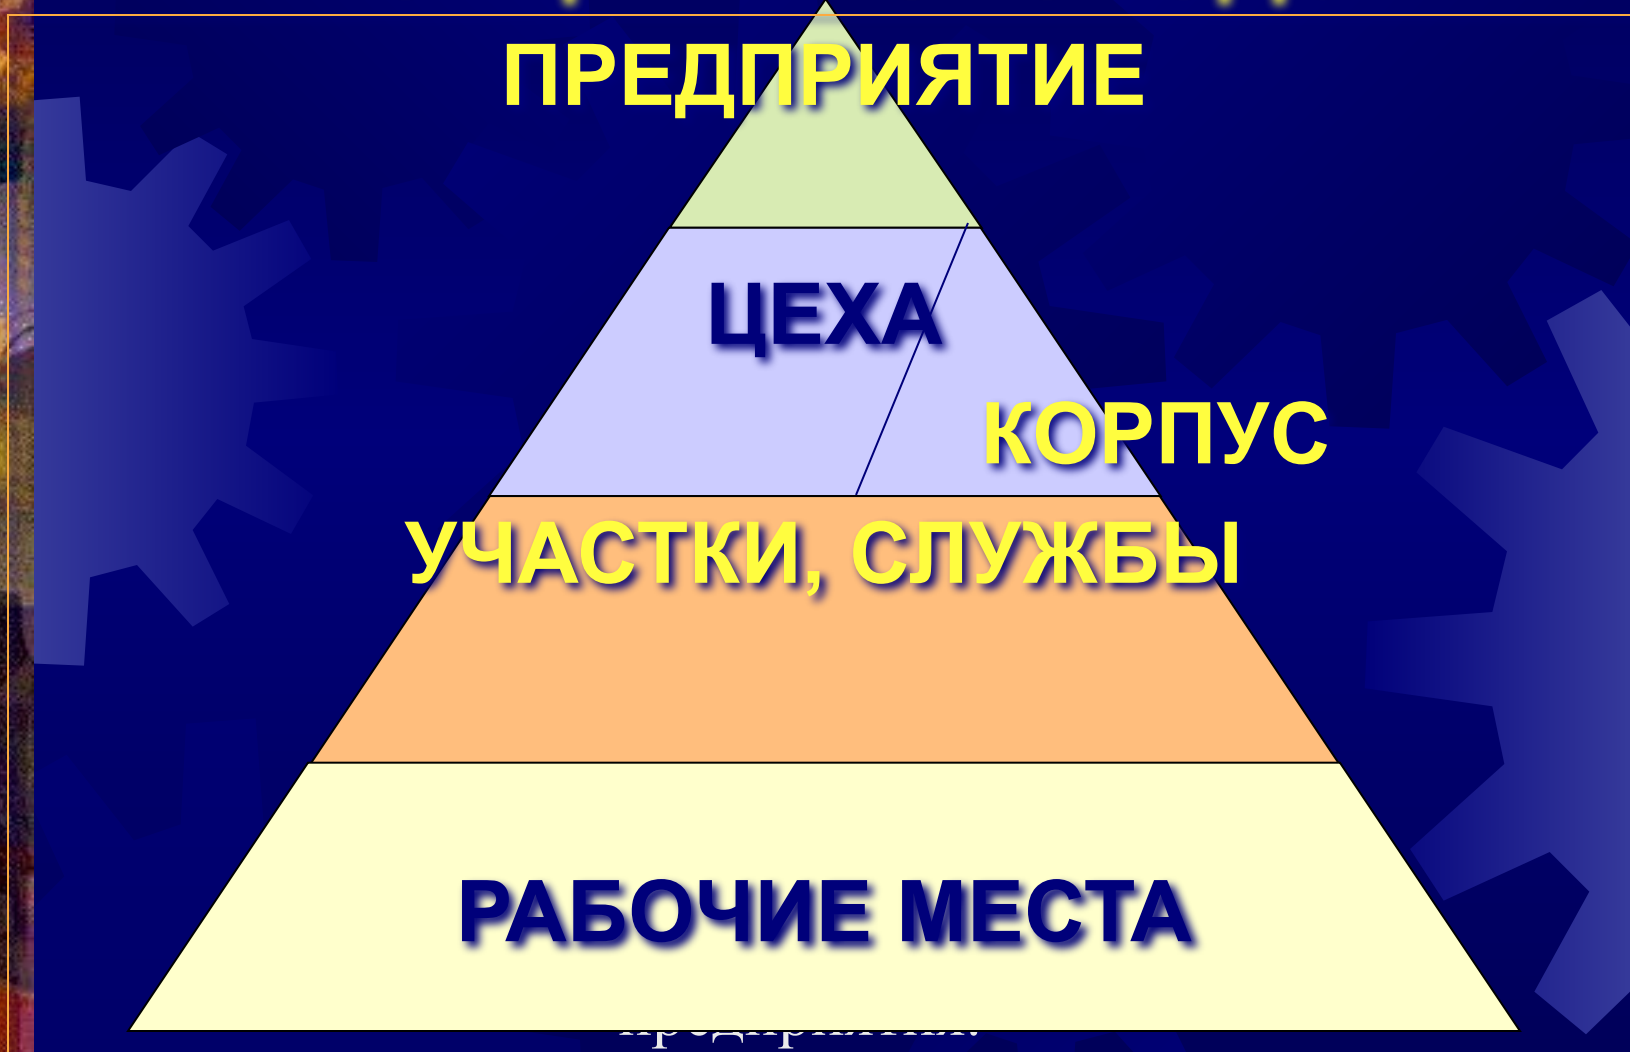 ПРЕДПРИЯТИЕ
ЦЕХА
КОРПУС
УЧАСТКИ, СЛУЖБЫ
РАБОЧИЕ МЕСТА